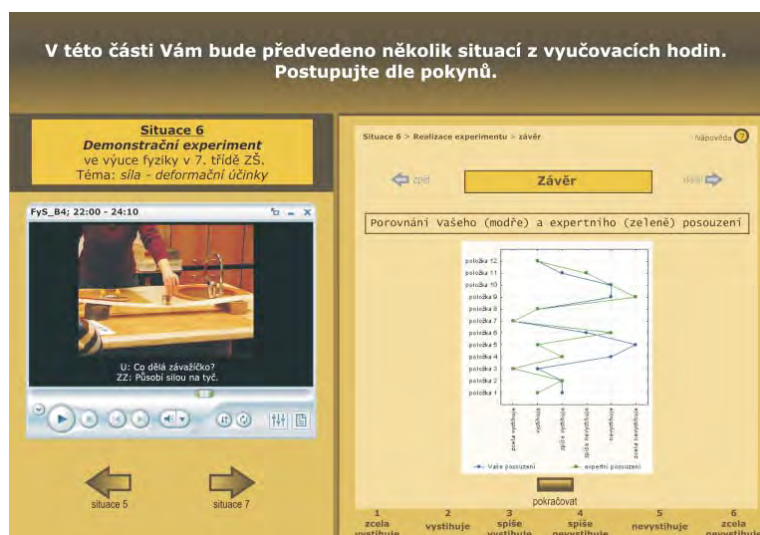 V této části Vám bude předvedeno několik situací z vyučovacích hodin.
Postupujte dle pokynů.
Situace 6
Demonstrační experiment
ve výuce fyziky v 7. třídě ZŠ.
Téma: síla - deformační účinky
FyS_B4; 22:00 - 24:10
U: Co dělá závažíčko?
ZZ: Působí silou na tyč.
situace 5
situace 7
Situace 6 > Realizace experimentu > závěr
Nápověda ?
zpět
Závěr
další
Porovnání Vašeho (modře) a expertního (zeleně) posouzení
položka 12
položka 11
položka 10
položka 9
položka 8
položka 7
položka 6
položka 5
položka 4
položka 3
položka 2
položka 1
zcela vystihuje
vystihuje
spíše vystihuje
spíše nevystihuje
nevystihuje
zcela nevystihuje
Vaše posouzení
expertní posouzení
pokračovat
1 2 3 4 5 6
zcela vystihuje
vystihuje
spíše vystihuje
spíše nevystihuje
nevystihuje
zcela nevystihuje